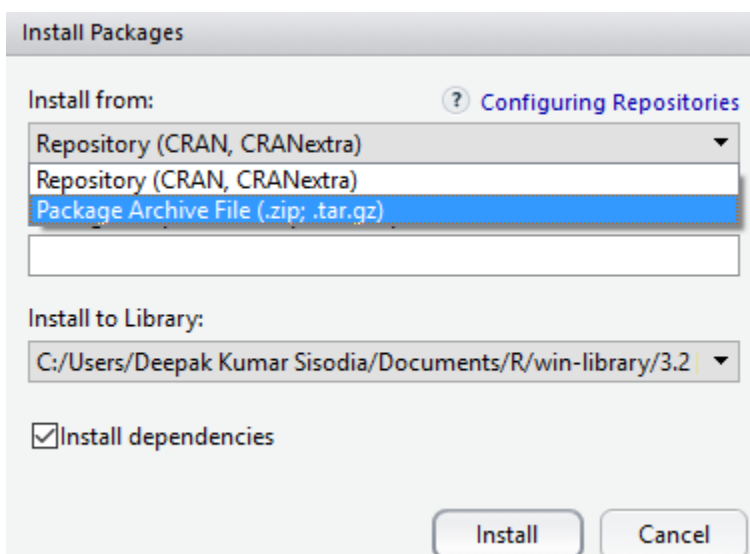 Install Packages
Install from:
? Configuring Repositories
Repository (CRAN, CRANextra)
Repository (CRAN, CRANextra)
Package Archive File (.zip; .tar.gz)
Install to Library:
C:/Users/Deepak Kumar Sisodia/Documents/R/win-library/3.2
Install dependencies
Install
Cancel